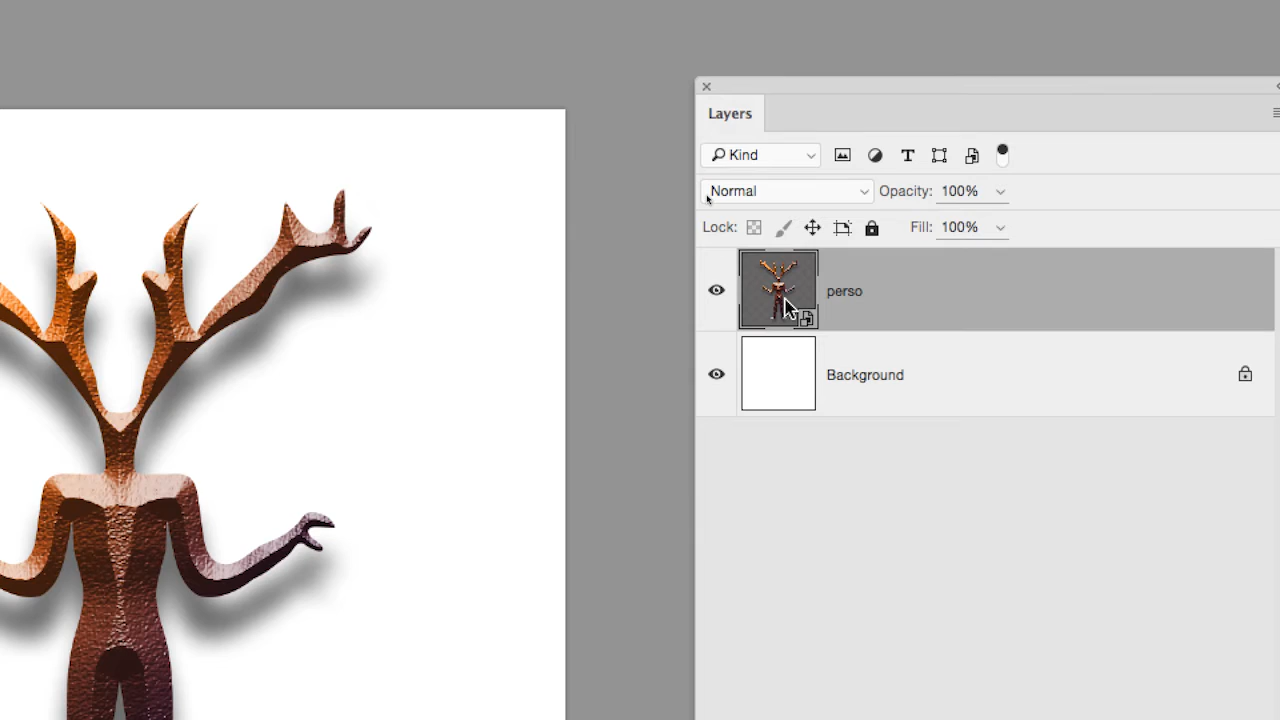 Layers
Kind
Normal Opacity: 100%
Lock: Fill: 100%
perso
Background